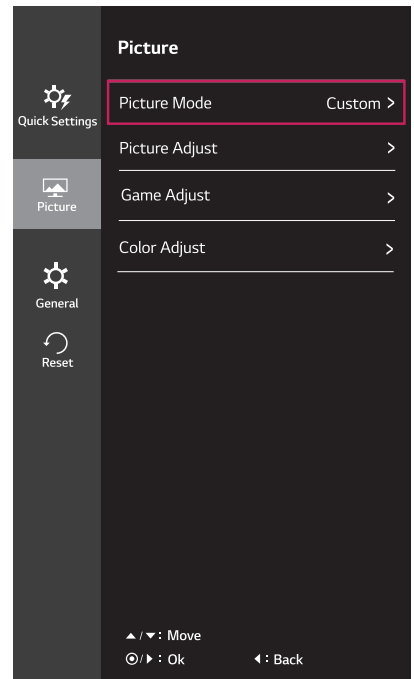 Picture
Quick Settings
Picture
General
Reset
Picture Mode Custom >
Picture Adjust >
Game Adjust >
Color Adjust >
▲/▼: Move
◉/▶ : Ok ◀ : Back